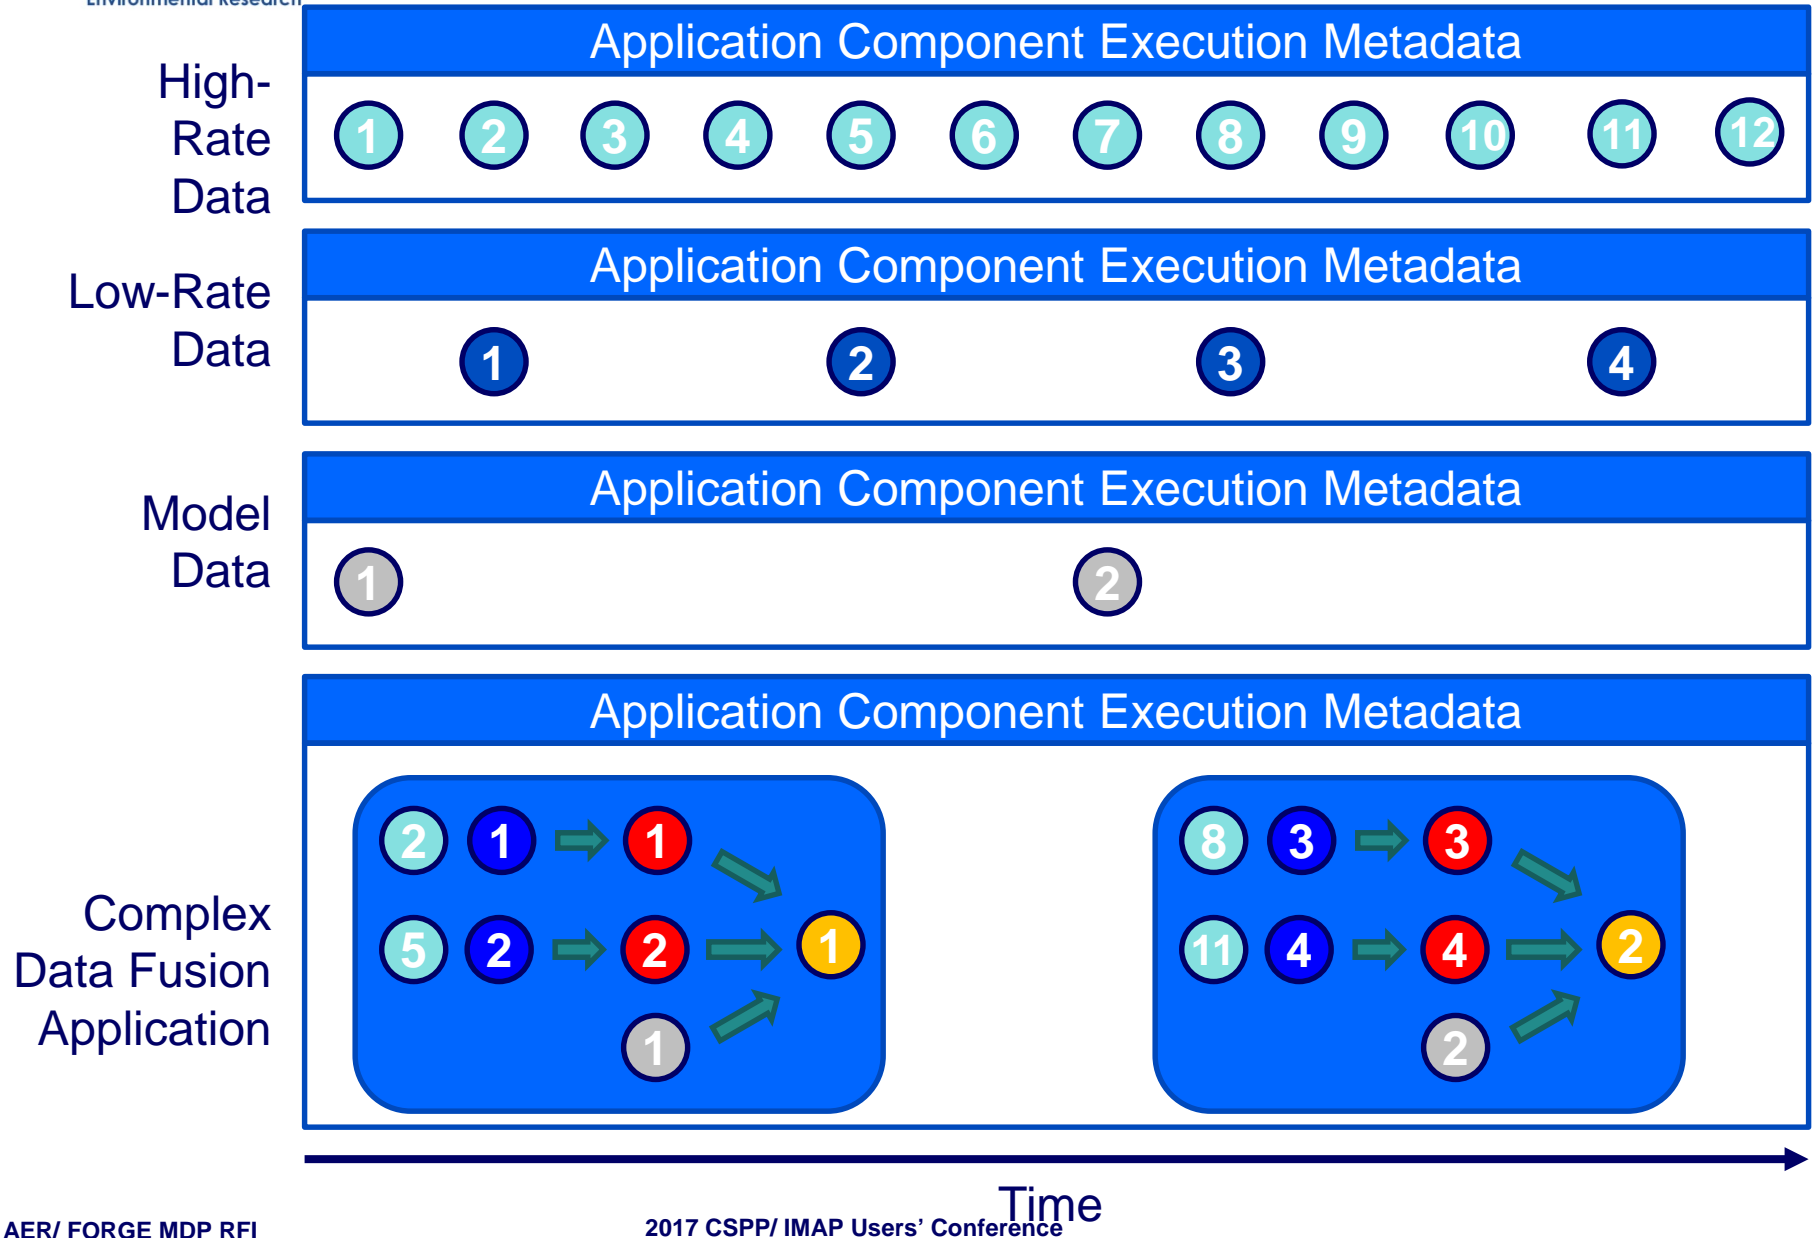 Environmental Research
Application Component Execution Metadata
High-
Rate
Data
1 2 3 4 5 6 7 8 9 10 11 12
Application Component Execution Metadata
Low-Rate
Data
1 2 3 4
Application Component Execution Metadata
Model
Data
1 2
Application Component Execution Metadata
Complex
Data Fusion
Application
2 1 1
5 2 2 1
1
8 3 3
11 4 4 2
2
Time
AER/ FORGE MDP RFI
2017 CSPP/ IMAP Users’ Conference